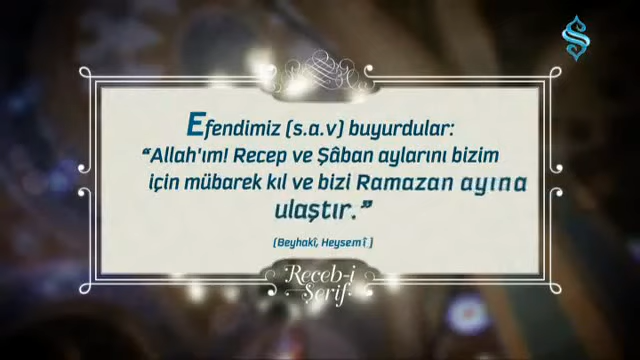 Efendimiz (s.a.v) buyurdular:
“Allah'ım! Recep ve Şâban aylarını bizim
için mübarek kıl ve bizi Ramazan ayına
ulaştır.”
(Beyhakî, Heysemî)
Receb-i
Şerif